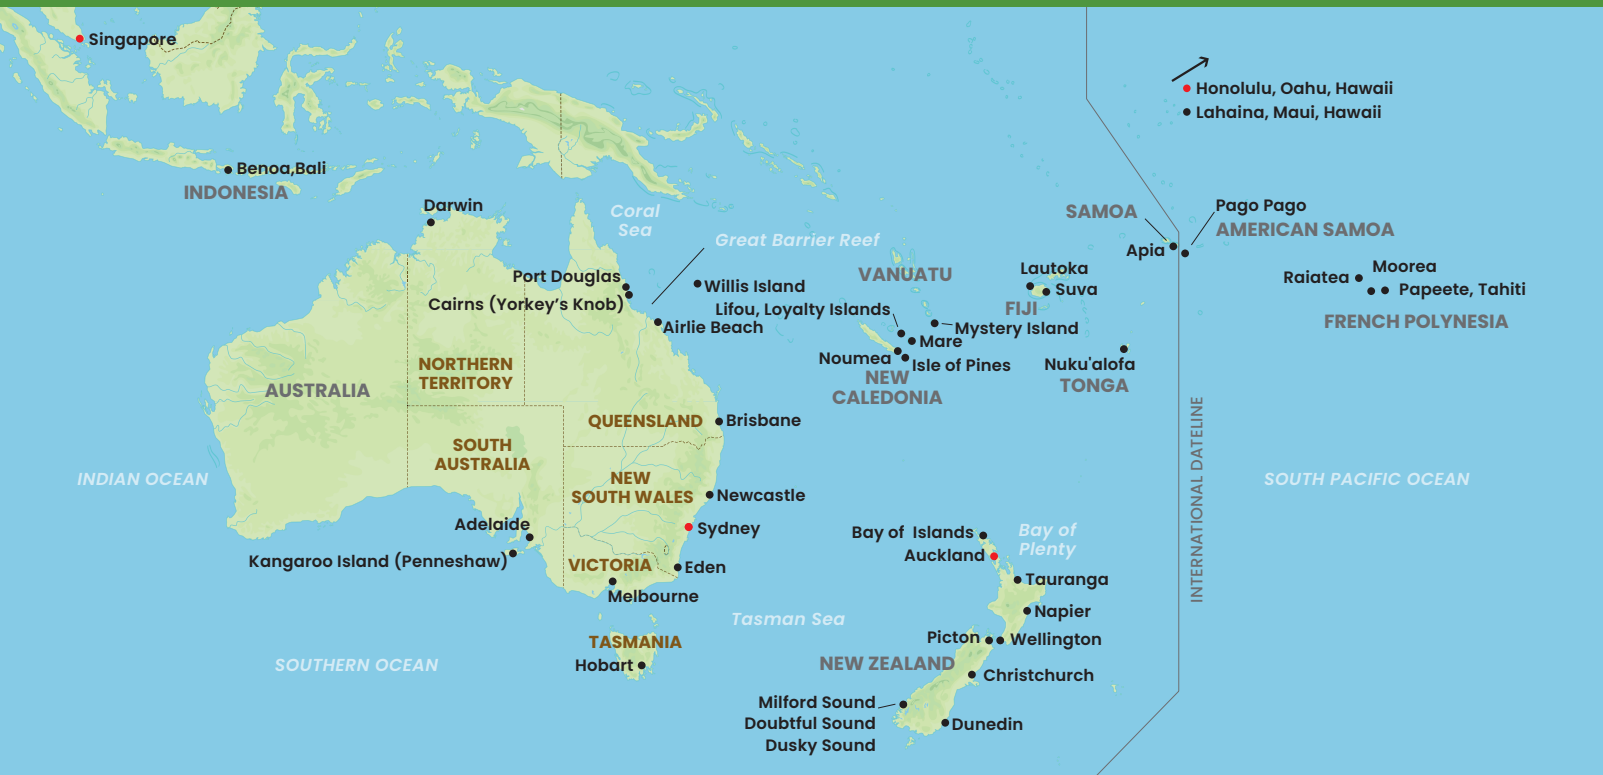 Singapore
Honolulu, Oahu, Hawaii
Lahaina, Maui, Hawaii
Benoa,Bali
INDONESIA
Darwin
Coral
Sea
Great Barrier Reef
SAMOA
Pago Pago
AMERICAN SAMOA
Apia
Port Douglas
Cairns (Yorkey's Knob)
Willis Island
Airlie Beach
VANUATU
Lifou, Loyalty Islands
Lautoka
Suva
FIJI
Mystery Island
Mare
Noumea
Isle of Pines
NEW
CALEDONIA
Raiatea
Moorea
Papeete, Tahiti
FRENCH POLYNESIA
Nuku'alofa
TONGA
NORTHERN
TERRITORY
AUSTRALIA
QUEENSLAND
Brisbane
SOUTH
AUSTRALIA
NEW
SOUTH WALES
Newcastle
INDIAN OCEAN
INTERNATIONAL DATELINE
SOUTH PACIFIC OCEAN
Adelaide
Sydney
Kangaroo Island (Penneshaw)
VICTORIA
Eden
Melbourne
Bay of Islands
Auckland
Bay of
Plenty
Tauranga
Napier
Tasman Sea
TASMANIA
Hobart
SOUTHERN OCEAN
Picton
Wellington
NEW ZEALAND
Christchurch
Milford Sound
Doubtful Sound
Dusky Sound
Dunedin